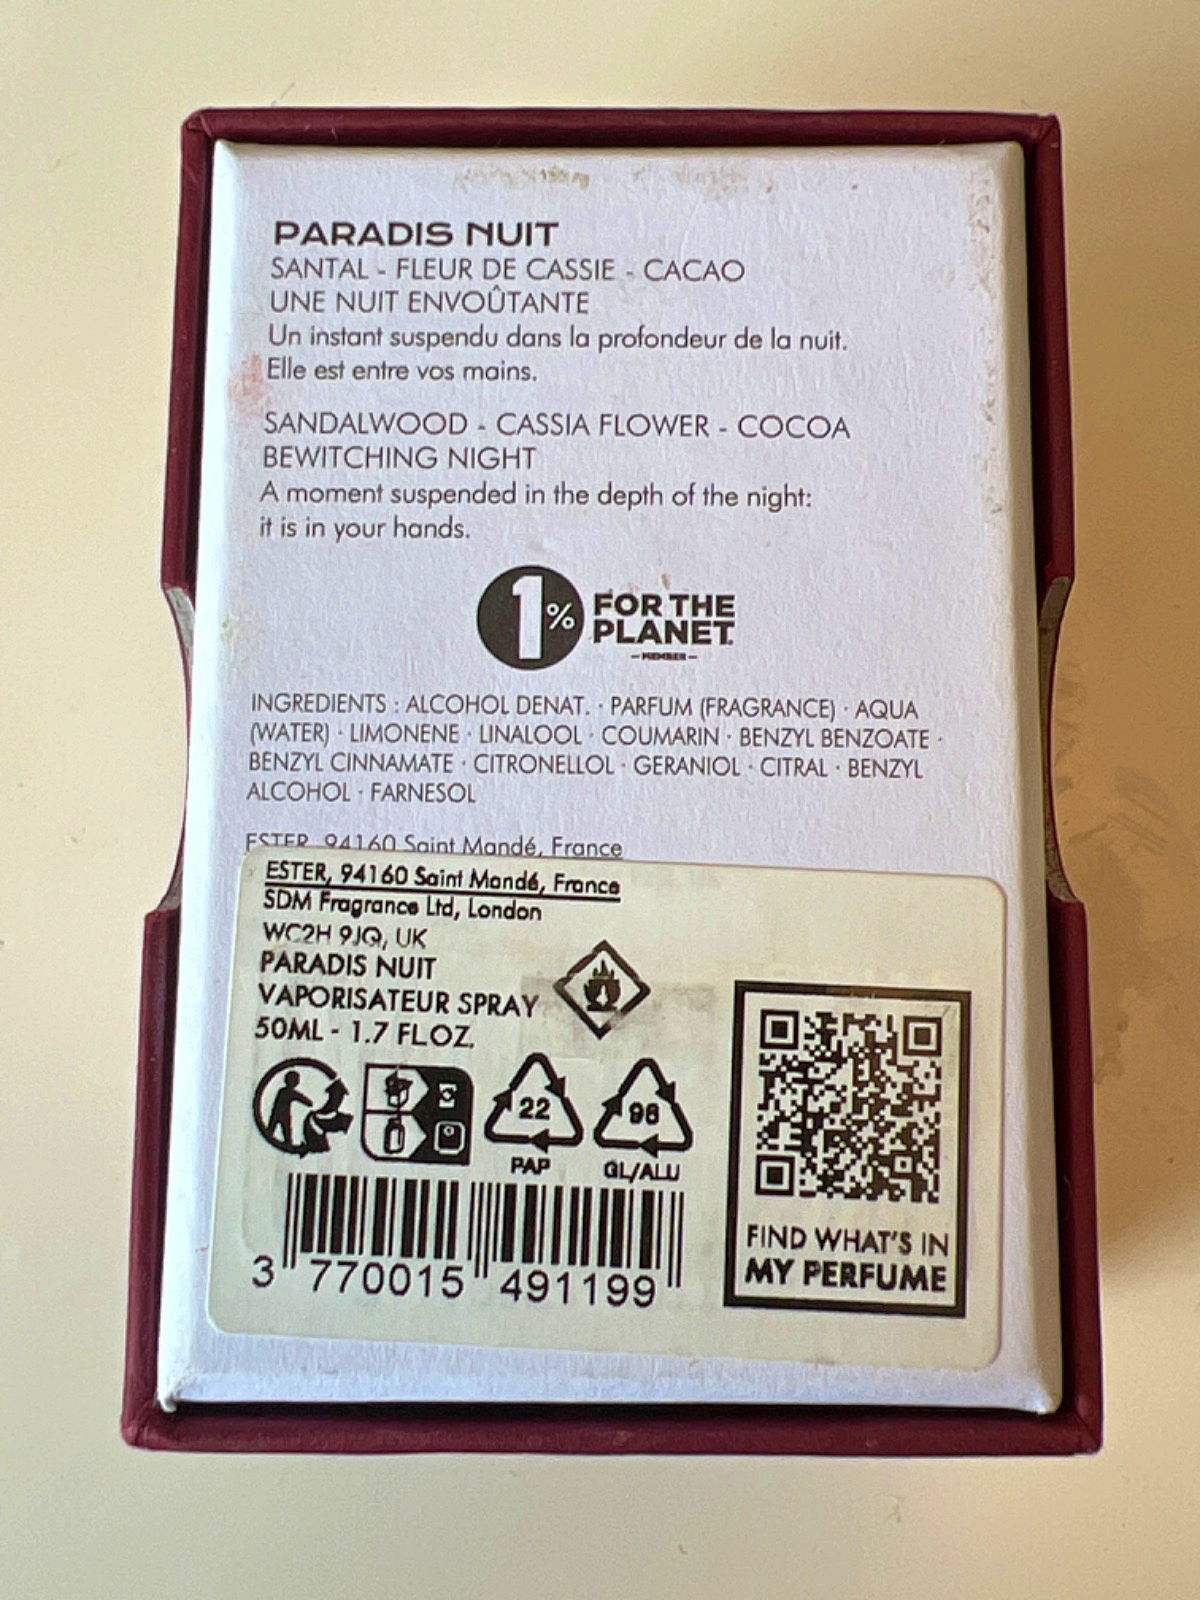 PARADIS NUIT
SANTAL - FLEUR DE CASSIE - CACAO
UNE NUIT ENVOÛTANTE
Un instant suspendu dans la profondeur de la nuit.
Elle est entre vos mains.
SANDALWOOD - CASSIA FLOWER - COCOA
BEWITCHING NIGHT
A moment suspended in the depth of the night:
it is in your hands.
1% FOR THE
PLANET.
MEMBER
INGREDIENTS : ALCOHOL DENAT. · PARFUM (FRAGRANCE) · AQUA
(WATER) · LIMONENE · LINALOOL · COUMARIN · BENZYL BENZOATE ·
BENZYL CINNAMATE · CITRONELLOL · GERANIOL · CITRAL · BENZYL
ALCOHOL · FARNESOL
ESTER, 94160 Saint Mandé, France
ESTER, 94160 Saint Mandé, France
SDM Fragrance Ltd, London
WC2H 9JQ, UK
PARADIS NUIT
VAPORISATEUR SPRAY
50ML - 1.7 FLOZ.
22
PAP
98
GL/ALU
3 770015 491199
FIND WHAT'S IN
MY PERFUME